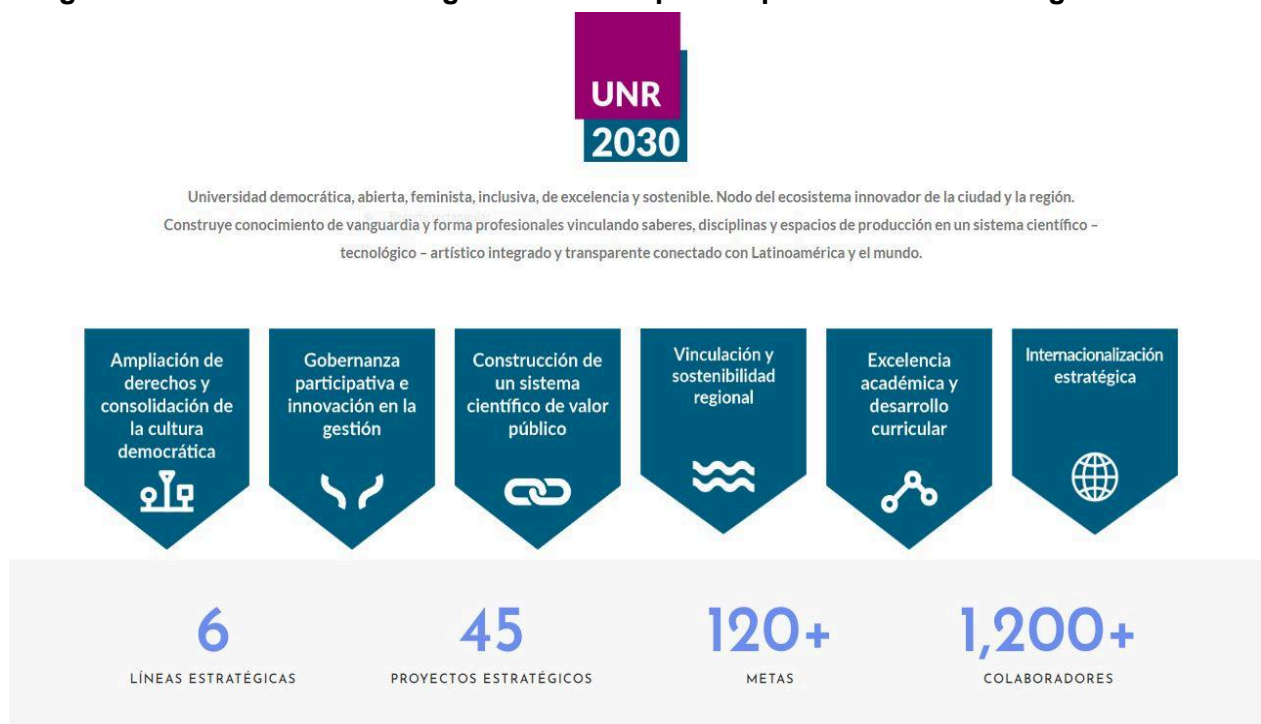 UNR
2030
Universidad democrática, abierta, feminista, inclusiva, de excelencia y sostenible. Nodo del ecosistema innovador de la ciudad y la región.
Construye conocimiento de vanguardia y forma profesionales vinculando saberes, disciplinas y espacios de producción en un sistema científico –
tecnológico – artístico integrado y transparente conectado con Latinoamérica y el mundo.
Ampliación de
derechos y
consolidación de
la cultura
democrática
Gobernanza
participativa e
innovación en la
gestión
Construcción de
un sistema
científico de valor
público
Vinculación y
sostenibilidad
regional
Excelencia
académica y
desarrollo
curricular
Internacionalización
estratégica
6
LÍNEAS ESTRATÉGICAS
45
PROYECTOS ESTRATÉGICOS
120+
METAS
1,200+
COLABORADORES